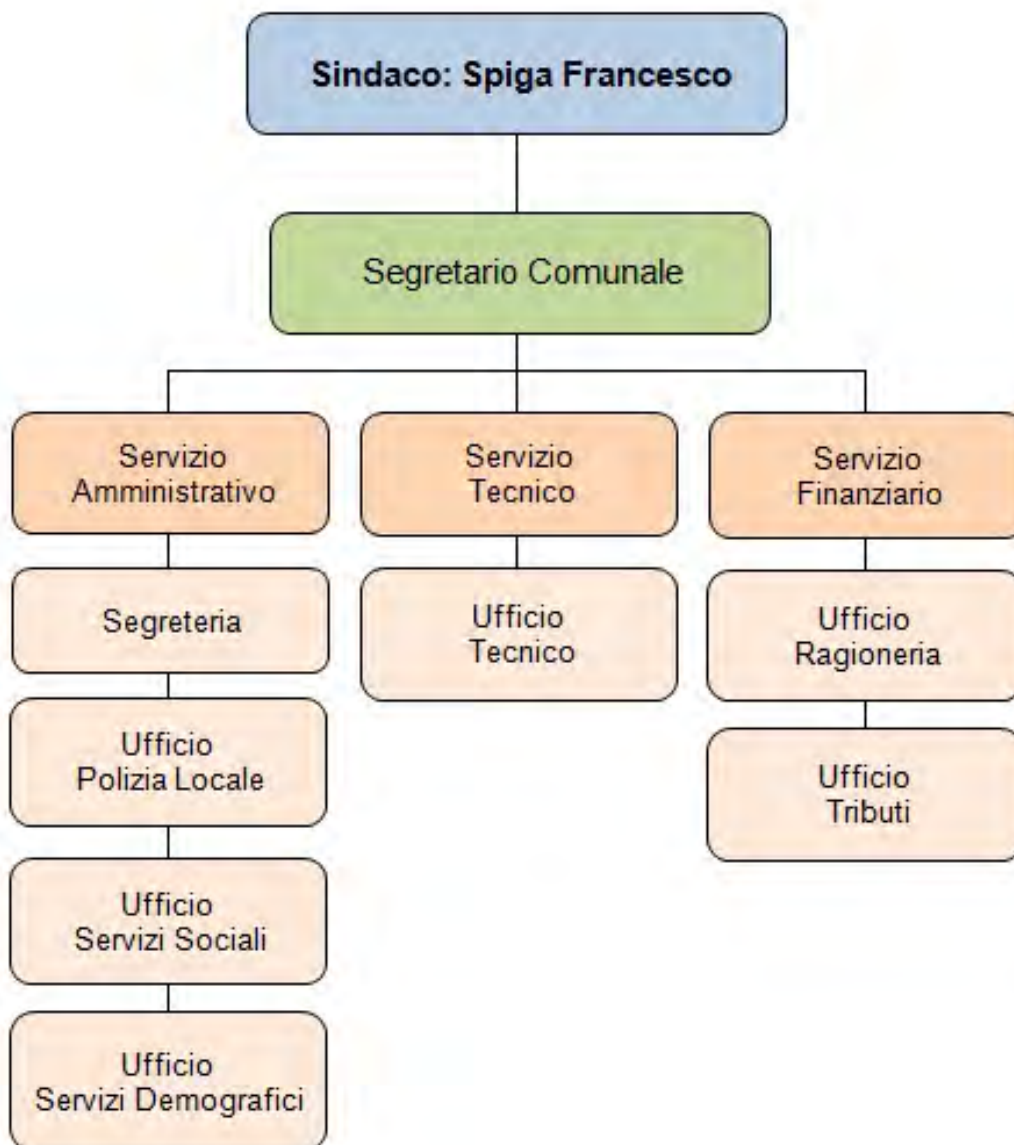 Sindaco: Spiga Francesco
Segretario Comunale
Servizio
Amministrativo
Servizio
Tecnico
Servizio
Finanziario
Segreteria
Ufficio
Tecnico
Ufficio
Ragioneria
Ufficio
Polizia Locale
Ufficio
Tributi
Ufficio
Servizi Sociali
Ufficio
Servizi Demografici